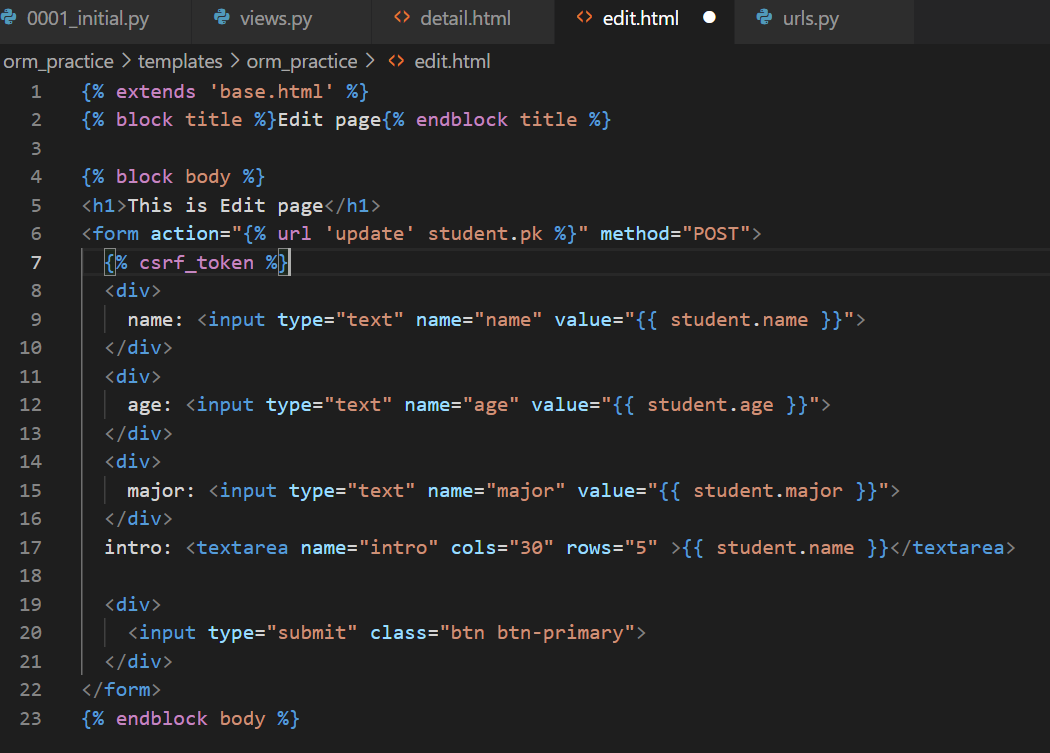 0001_initial.py views.py detail.html edit.html urls.py
orm_practice > templates > orm_practice > edit.html
1 {% extends 'base.html' %}
2 {% block title %}Edit page{% endblock title %}
3
4 {% block body %}
5 <h1>This is Edit page</h1>
6 <form action="{% url 'update' student.pk %}" method="POST">
7   {% csrf_token %}
8   <div>
9     name: <input type="text" name="name" value="{{ student.name }}">
10   </div>
11   <div>
12     age: <input type="text" name="age" value="{{ student.age }}">
13   </div>
14   <div>
15     major: <input type="text" name="major" value="{{ student.major }}">
16   </div>
17   intro: <textarea name="intro" cols="30" rows="5" >{{ student.name }}</textarea>
18
19   <div>
20     <input type="submit" class="btn btn-primary">
21   </div>
22 </form>
23 {% endblock body %}